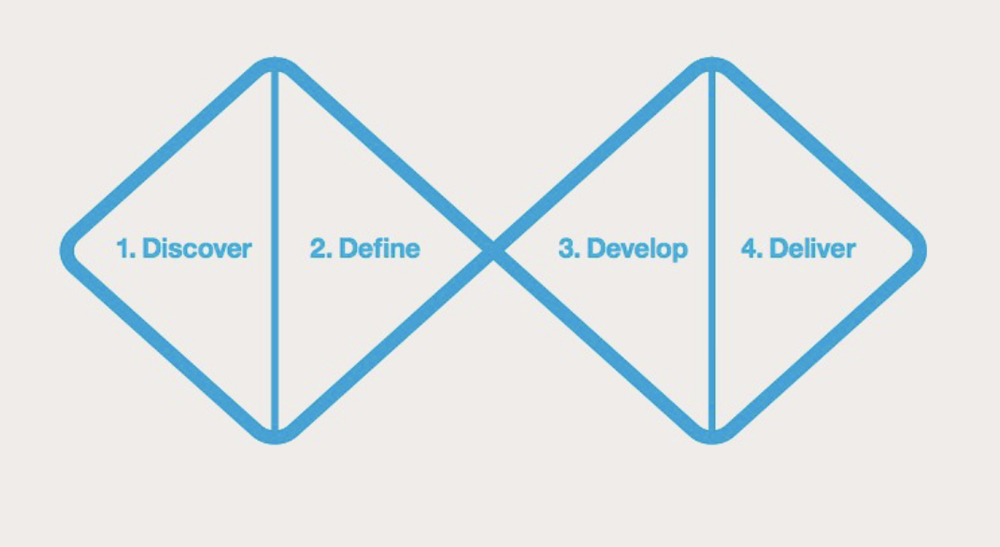 1. Discover
2. Define
3. Develop
4. Deliver